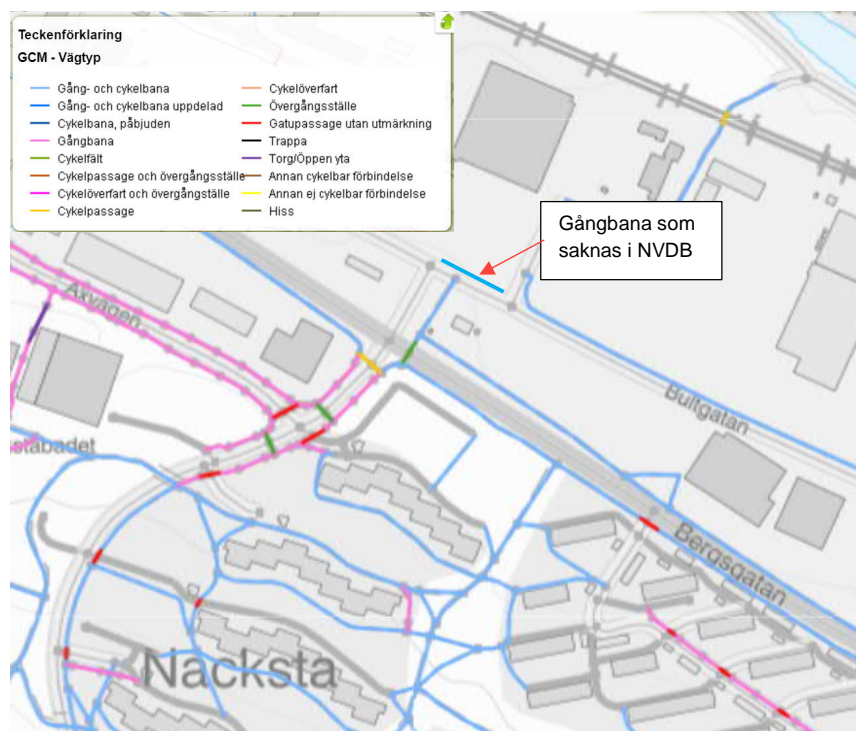 Teckenförklaring
GCM - Vägtyp
Gång- och cykelbana
Gång- och cykelbana uppdelad
Cykelbana, påbjuden
Gångbana
Cykelfält
Cykelpassage och övergångsställe
Cykelöverfart och övergångställe
Cykelpassage
Cykelöverfart
Övergångsställe
Gatupassage utan utmärkning
Trappa
Torg/Öppen yta
Annan cykelbar förbindelse
Annan ej cykelbar förbindelse
Hiss
Gångbana som
saknas i NVDB
Axvägen
stabadet
Bultgatan
Bergsgatan
Nacksta